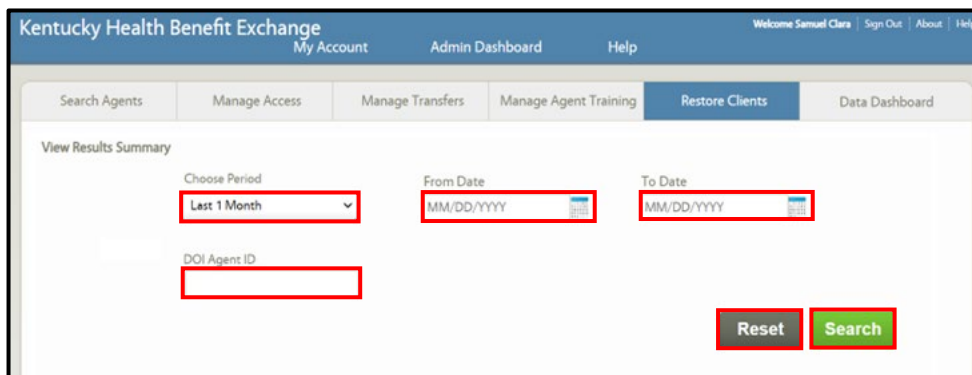 Kentucky Health Benefit Exchange
Welcome Samuel Clara | Sign Out | About | Help
My Account Admin Dashboard Help
Search Agents Manage Access Manage Transfers Manage Agent Training Restore Clients Data Dashboard
View Results Summary
Choose Period From Date To Date
Last 1 Month MM/DD/YYYY MM/DD/YYYY
DOI Agent ID
Reset Search